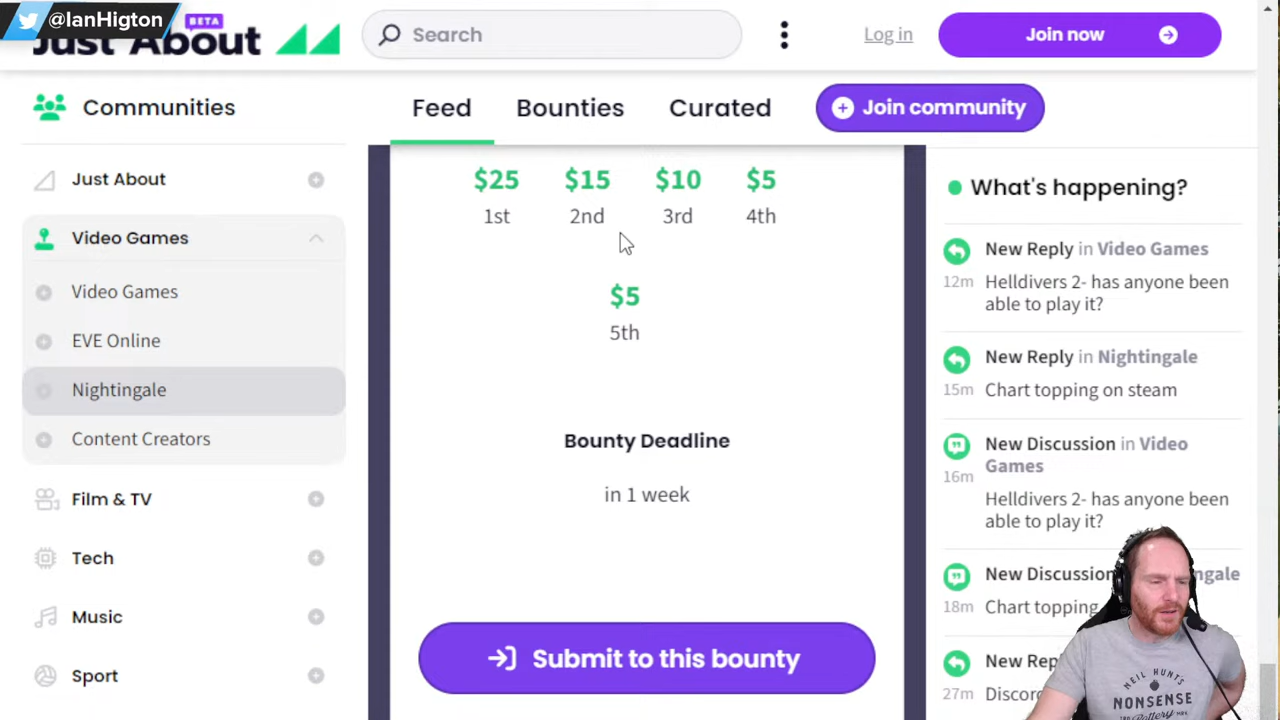 @IanHigton
BETA
Just About
Search
Log in
Join now
Communities
Feed
Bounties
Curated
Join community
Just About
Video Games
Video Games
EVE Online
Nightingale
Content Creators
Film & TV
Tech
Music
Sport
$25
1st
$15
2nd
$10
3rd
$5
4th
$5
5th
Bounty Deadline
in 1 week
Submit to this bounty
What's happening?
New Reply in Video Games
12m
Helldivers 2- has anyone been
able to play it?
New Reply in Nightingale
15m
Chart topping on steam
New Discussion in Video
Games
16m
Helldivers 2- has anyone been
able to play it?
New Discussion
18m
Chart topping
New
27m
NEIL HUNTS
NONSENSE